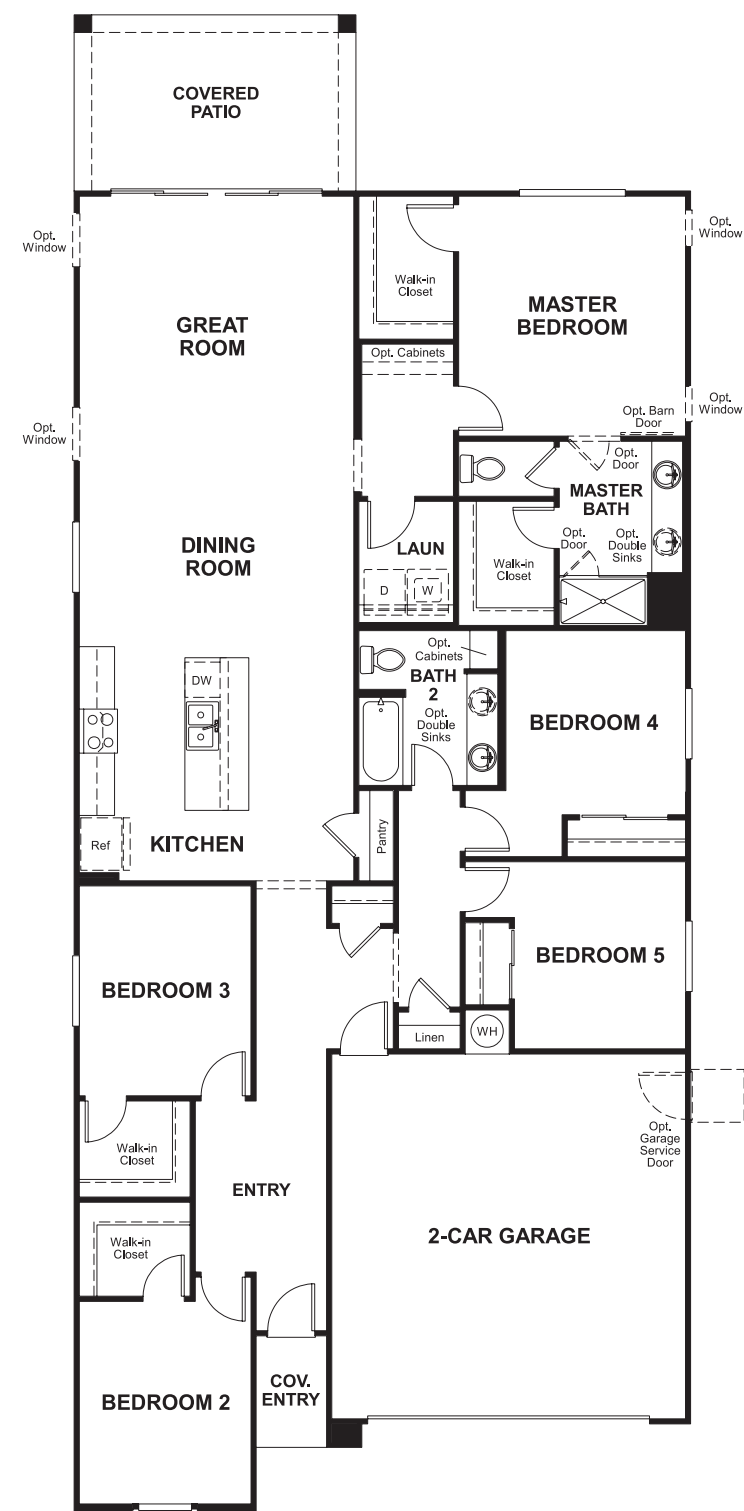 COVERED
PATIO
Opt.
Window
Opt.
Window
Walk-in
Closet
GREAT
ROOM
MASTER
BEDROOM
Opt. Cabinets
Opt.
Window
Opt.
Window
Opt. Barn
Door
Opt.
Door
MASTER
BATH
Opt.
Door
Opt.
Double
Sinks
DINING
ROOM
LAUN
Walk-in
Closet
D
W
Opt.
Cabinets
BATH
2
Opt.
Double
Sinks
DW
BEDROOM 4
Ref
KITCHEN
Pantry
BEDROOM 3
BEDROOM 5
Linen
WH
Opt.
Garage
Service
Door
Walk-in
Closet
ENTRY
Walk-in
Closet
2-CAR GARAGE
COV.
ENTRY
BEDROOM 2